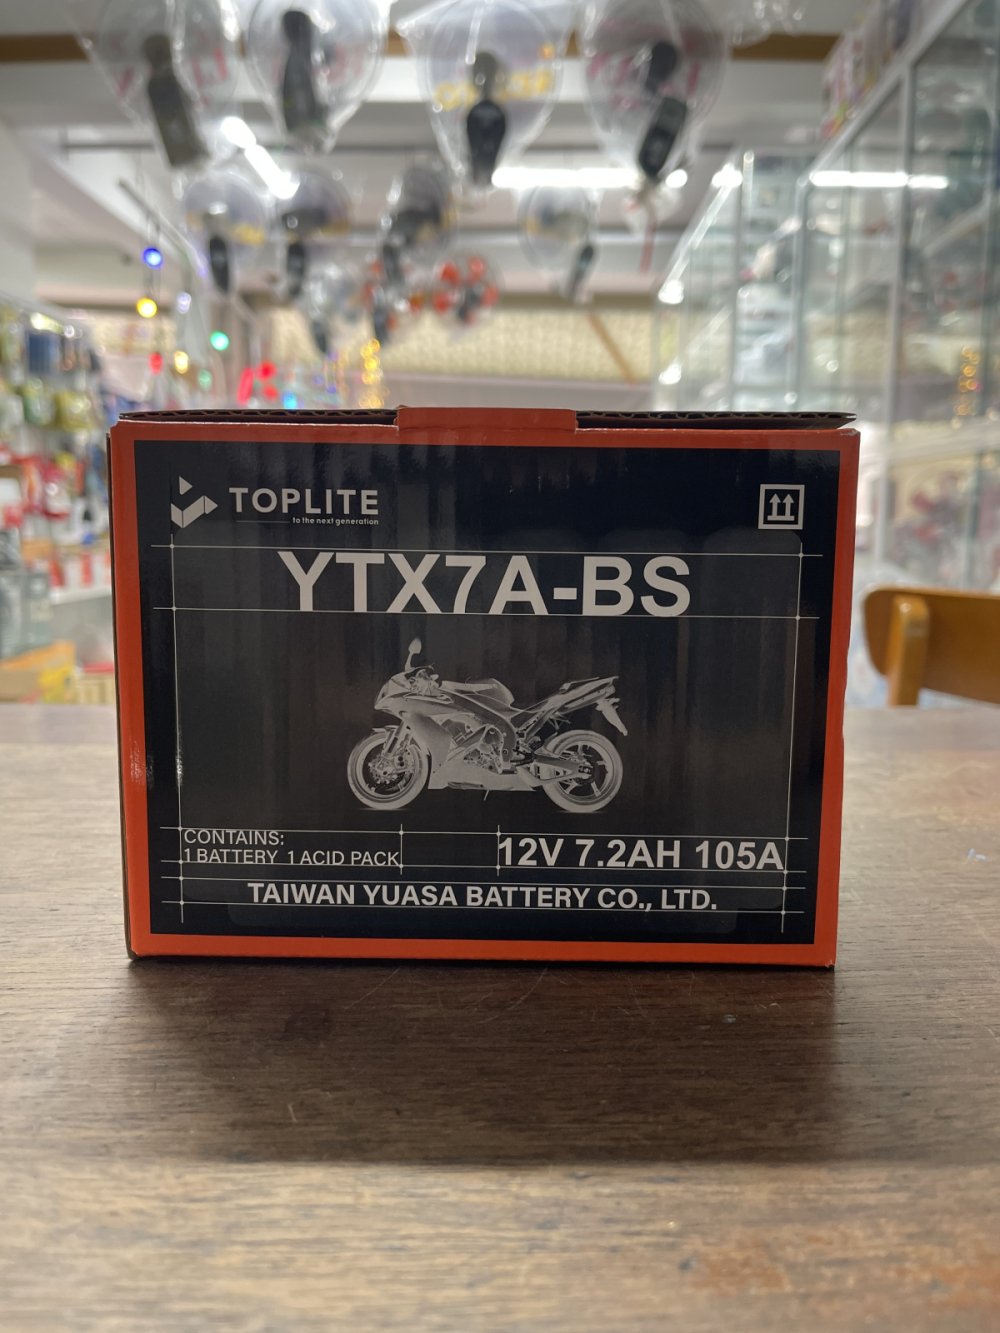 TOPLITE
to the next generation
YTX7A-BS
CONTAINS:
1 BATTERY 1 ACID PACK
12V 7.2AH 105A
TAIWAN YUASA BATTERY CO., LTD.